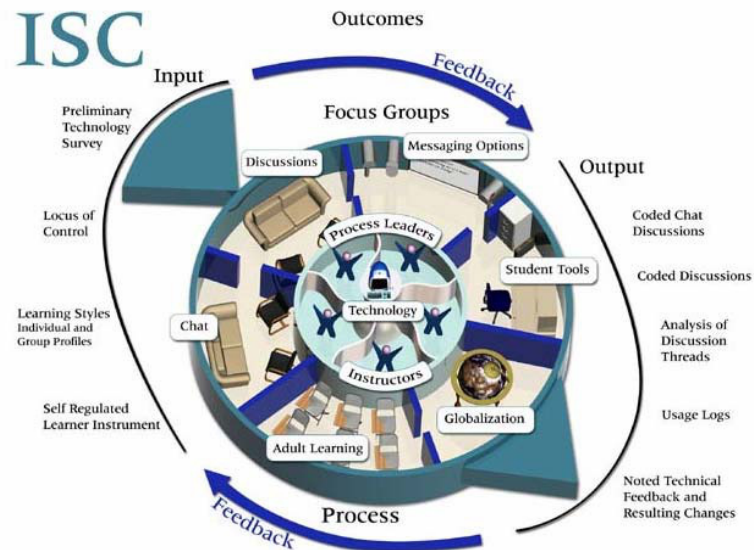 ISC
Outcomes
Feedback
Input
Preliminary
Technology
Survey
Locus of
Control
Learning Styles
Individual and
Group Profiles
Self Regulated
Learner Instrument
Focus Groups
Messaging Options
Discussions
Process Leaders
Student Tools
Technology
Chat
Instructors
Globalization
Adult Learning
Output
Coded Chat
Discussions
Coded Discussions
Analysis of
Discussion
Threads
Usage Logs
Noted Technical
Feedback and
Resulting Changes
Process
Feedback